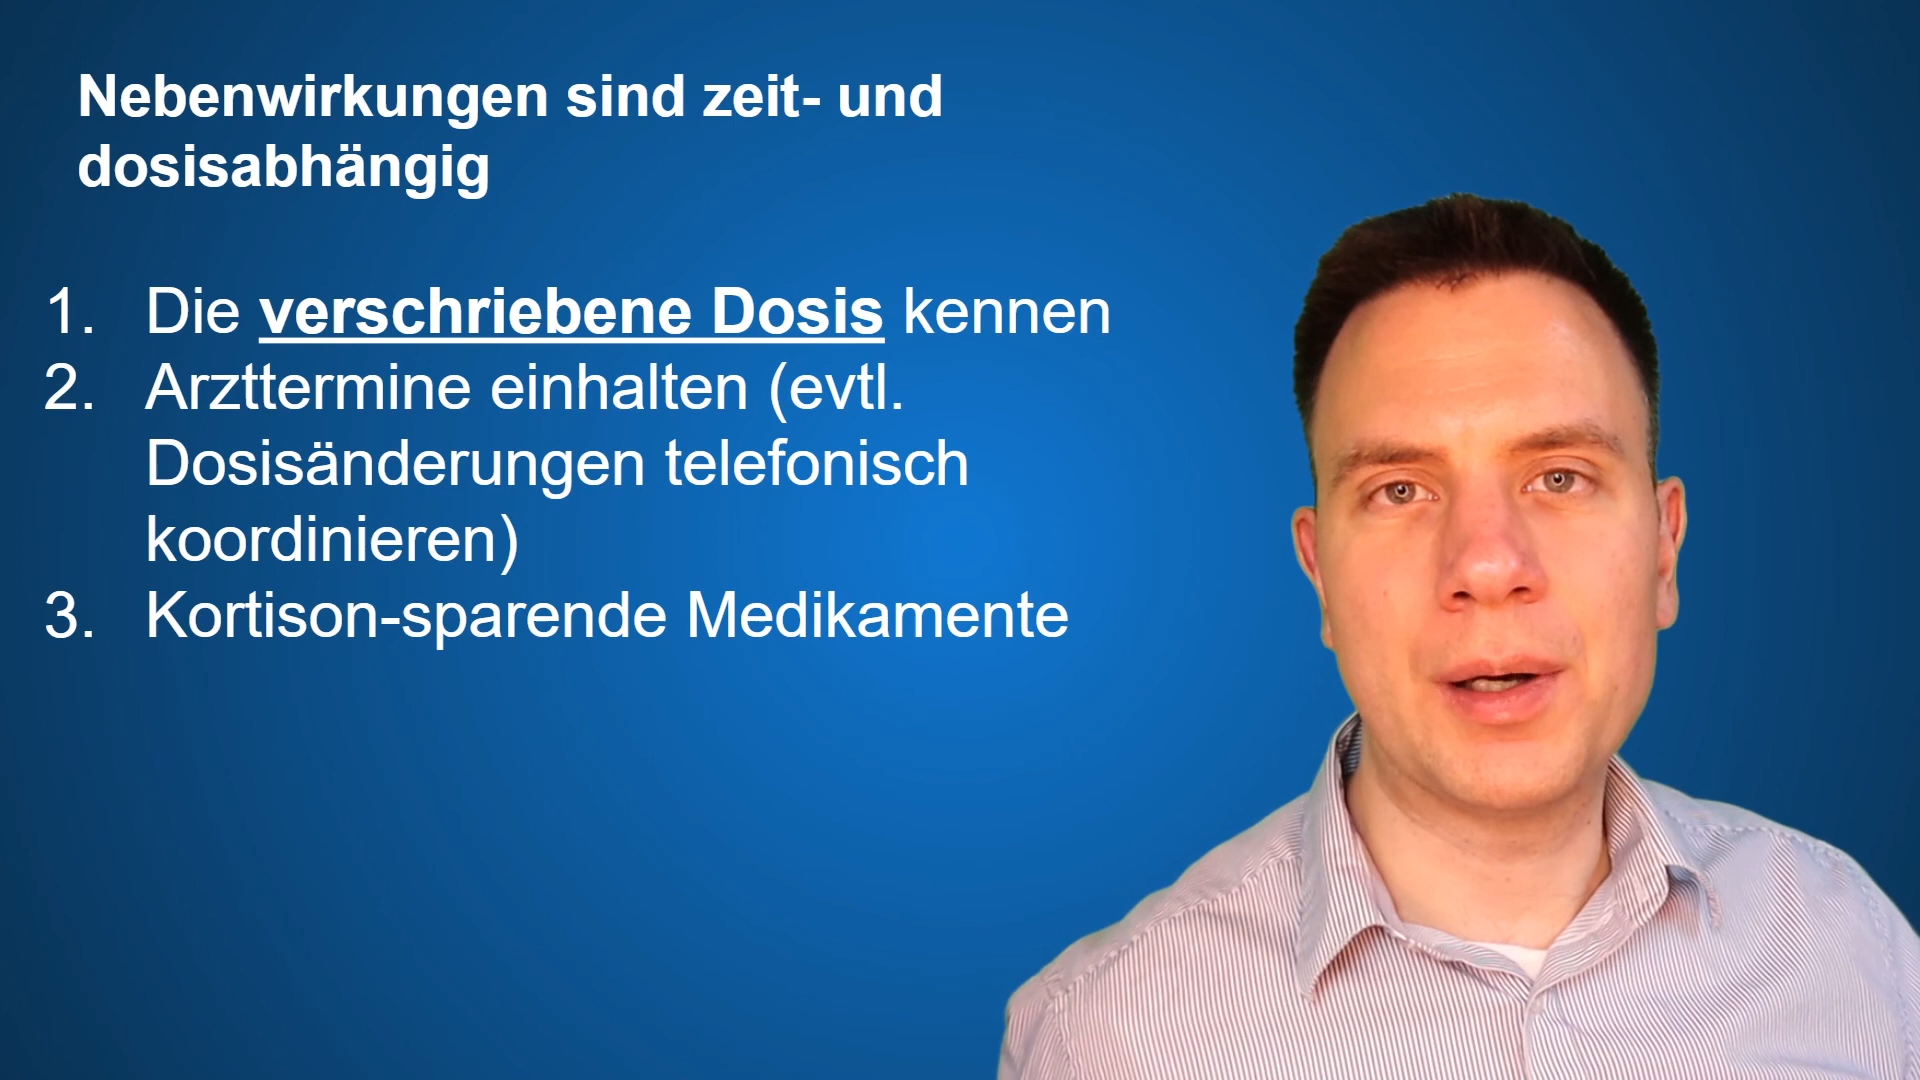 Nebenwirkungen sind zeit- und
dosisabhängig
1. Die verschriebene Dosis kennen
2. Arzttermine einhalten (evtl.
Dosisänderungen telefonisch
koordinieren)
3. Kortison-sparende Medikamente